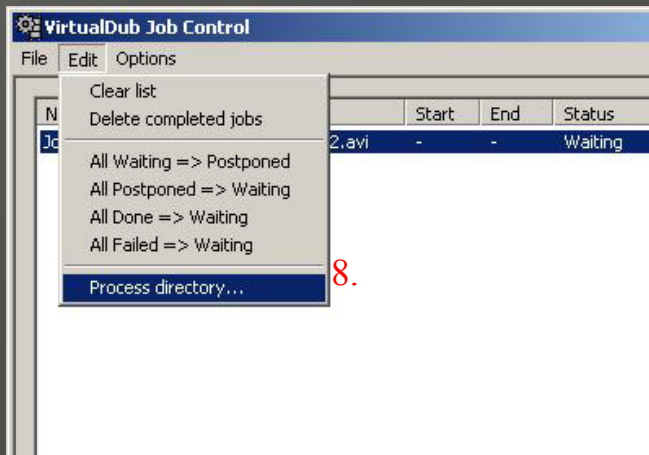 VirtualDub Job Control
File Edit Options
Clear list
Delete completed jobs
All Waiting => Postponed
All Postponed => Waiting
All Done => Waiting
All Failed => Waiting
Process directory...
8.
Start End Status
2.avi - - Waiting